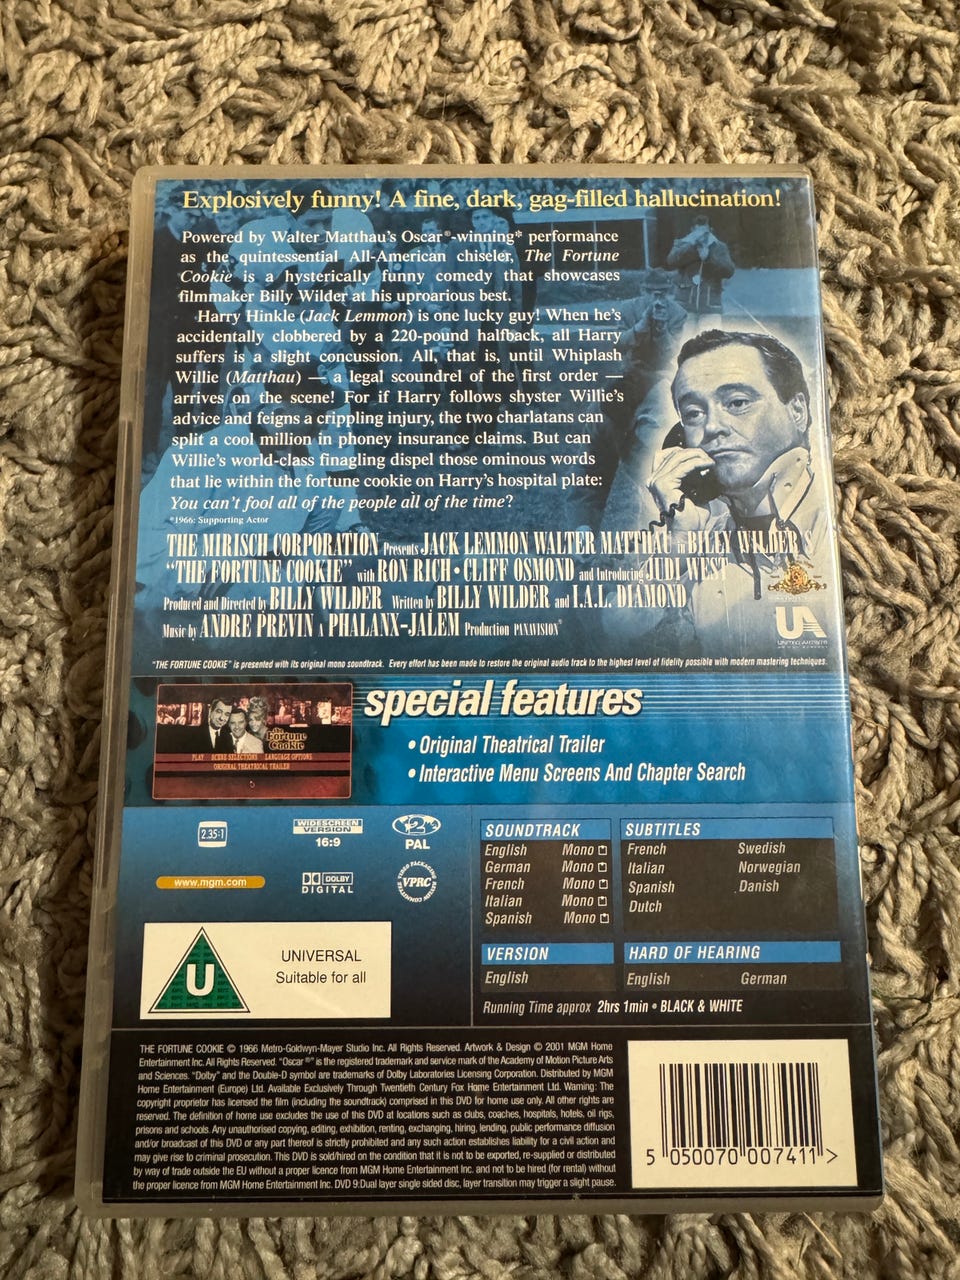 Explosively funny! A fine, dark, gag-filled hallucination!
Powered by Walter Matthau's Oscar®-winning* performance
as the quintessential All-American chiseler, The Fortune
Cookie is a hysterically funny comedy that showcases
filmmaker Billy Wilder at his uproarious best.
Harry Hinkle (Jack Lemmon) is one lucky guy! When he's
accidentally clobbered by a 220-pound halfback, all Harry
suffers is a slight concussion. All, that is, until Whiplash
Willie (Matthau) — a legal scoundrel of the first order —
arrives on the scene! For if Harry follows shyster Willie's
advice and feigns a crippling injury, the two charlatans can
split a cool million in phoney insurance claims. But can
Willie's world-class finagling dispel those ominous words
that lie within the fortune cookie on Harry's hospital plate:
You can't fool all of the people all of the time?
*1966: Supporting Actor
THE MIRISCH CORPORATION Presents JACK LEMMON WALTER MATTHAU in BILLY WILDER'S
"THE FORTUNE COOKIE" with RON RICH • CLIFF OSMOND and Introducing JUDI WEST
Produced and Directed by BILLY WILDER Written by BILLY WILDER and I.A.L. DIAMOND
Music by ANDRE PREVIN A PHALANX-JALEM Production PANAVISION®
UA
UNITED ARTISTS
"THE FORTUNE COOKIE" is presented with its original mono soundtrack. Every effort has been made to restore the original audio track to the highest level of fidelity possible with modern mastering techniques.
special features
the
Fortune
Cookie
PLAY SCENE SELECTIONS LANGUAGE OPTIONS
ORIGINAL THEATRICAL TRAILER
• Original Theatrical Trailer
• Interactive Menu Screens And Chapter Search
2.35:1
WIDESCREEN
VERSION
16:9
2
PAL
www.mgm.com
DOLBY
DIGITAL
VIDEO PACKAGING REVIEW COMMITTEE
VPRC
SOUNDTRACK
English Mono
German Mono
French Mono
Italian Mono
Spanish Mono
SUBTITLES
French Swedish
Italian Norwegian
Spanish Danish
Dutch
VERSION
English
HARD OF HEARING
English German
Running Time approx 2hrs 1min • BLACK & WHITE
U
UNIVERSAL
Suitable for all
THE FORTUNE COOKIE © 1966 Metro-Goldwyn-Mayer Studio Inc. All Rights Reserved. Artwork & Design © 2001 MGM Home
Entertainment Inc. All Rights Reserved. "Oscar ®" is the registered trademark and service mark of the Academy of Motion Picture Arts
and Sciences. "Dolby" and the Double-D symbol are trademarks of Dolby Laboratories Licensing Corporation. Distributed by MGM
Home Entertainment (Europe) Ltd. Available Exclusively Through Twentieth Century Fox Home Entertainment Ltd. Warning: The
copyright proprietor has licensed the film (including the soundtrack) comprised in this DVD for home use only. All other rights are
reserved. The definition of home use excludes the use of this DVD at locations such as clubs, coaches, hospitals, hotels, oil rigs,
prisons and schools. Any unauthorised copying, editing, exhibition, renting, exchanging, hiring, lending, public performance diffusion
and/or broadcast of this DVD or any part thereof is strictly prohibited and any such action establishes liability for a civil action and
may give rise to criminal prosecution. This DVD is sold/hired on the condition that it is not to be exported, re-supplied or distributed
by way of trade outside the EU without a proper licence from MGM Home Entertainment Inc. and not to be hired (for rental) without
the proper licence from MGM Home Entertainment Inc. DVD 9:Dual layer single sided disc, layer transition may trigger a slight pause.
5 050070 007411 >